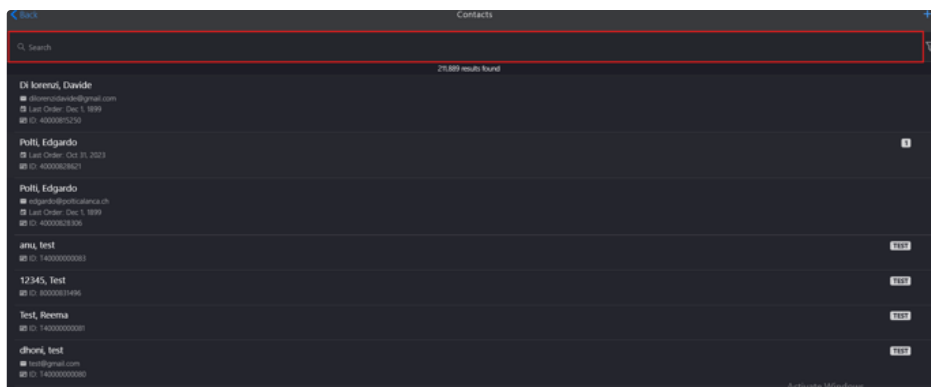 Back
Contacts
Search
211,889 results found
Di lorenzi, Davide
dilorenzidavide@gmail.com
Last Order: Dec 1, 1899
ID: 40000815250
Polti, Edgardo
1
Last Order: Oct 31, 2023
ID: 40000828621
Polti, Edgardo
edgardo@polticalanca.ch
Last Order: Dec 1, 1899
ID: 40000828306
anu, test
TEST
ID: T40000000083
12345, Test
TEST
ID: 80000831496
Test, Reema
TEST
ID: T40000000081
dhoni, test
TEST
test@gmail.com
ID: T40000000080
Activate Windows